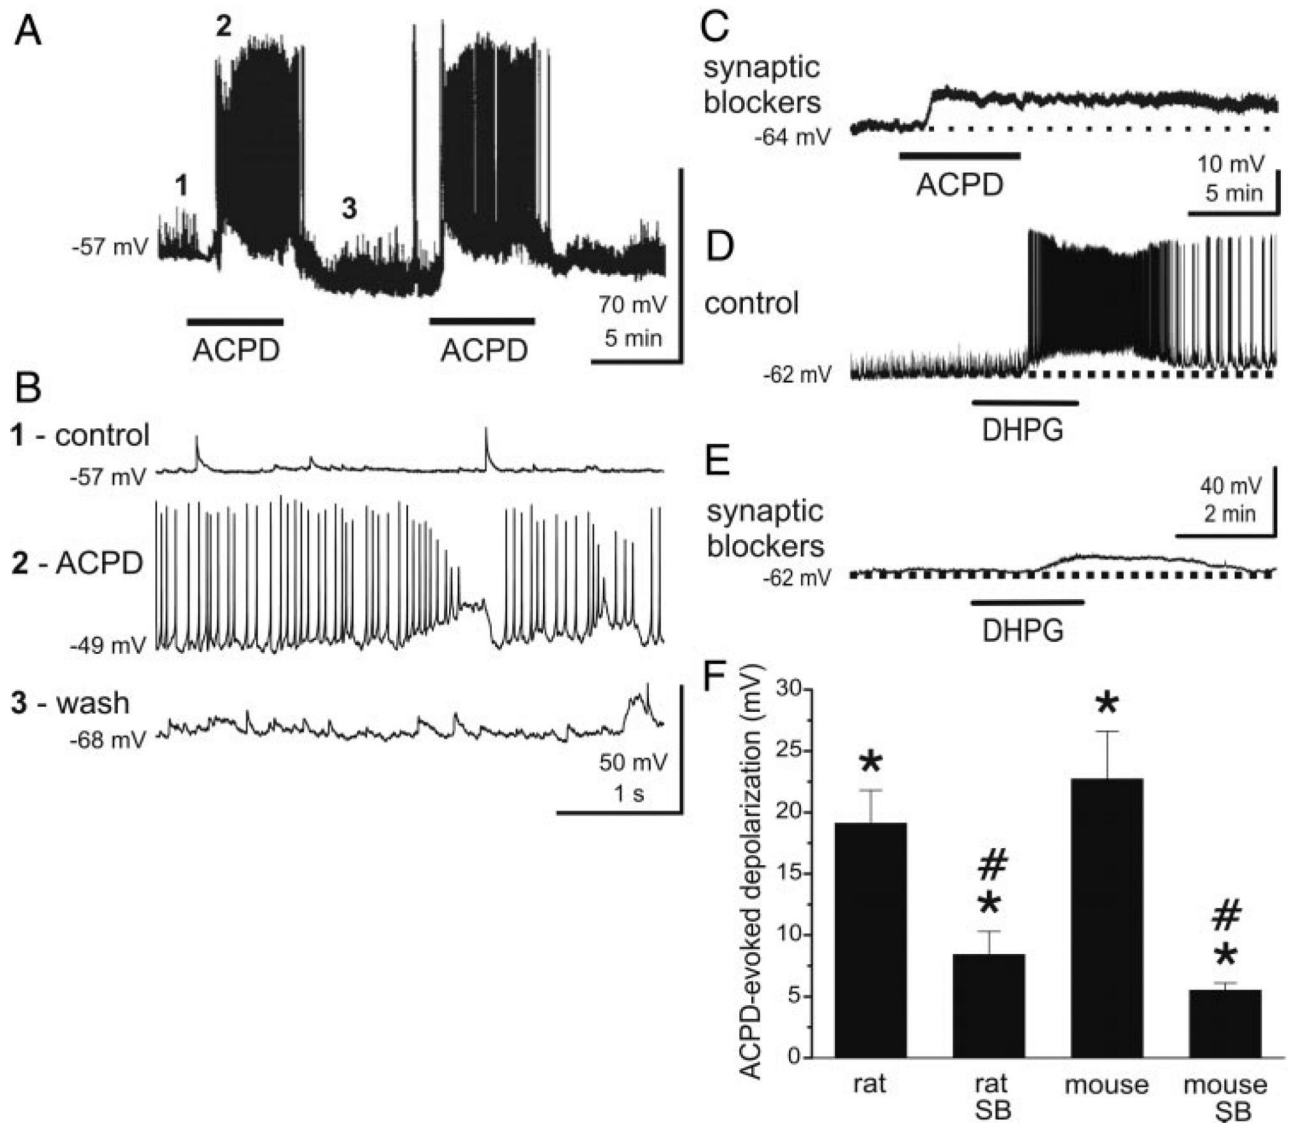 A
2
1
3
-57 mV
70 mV
5 min
ACPD
ACPD
B
1 - control
-57 mV
2 - ACPD
-49 mV
3 - wash
-68 mV
50 mV
1 s
C
synaptic
blockers
-64 mV
10 mV
5 min
ACPD
D
control
-62 mV
DHPG
E
40 mV
2 min
synaptic
blockers
-62 mV
DHPG
F
ACPD-evoked depolarization (mV)
30
25
20
15
10
5
0
*
#
*
*
#
*
rat
rat
SB
mouse
mouse
SB